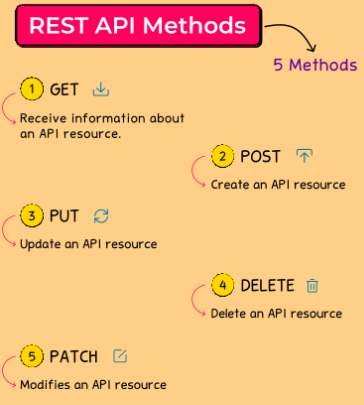 REST API Methods
5 Methods
1 GET
Receive information about
an API resource.
2 POST
Create an API resource
3 PUT
Update an API resource
4 DELETE
Delete an API resource
5 PATCH
Modifies an API resource